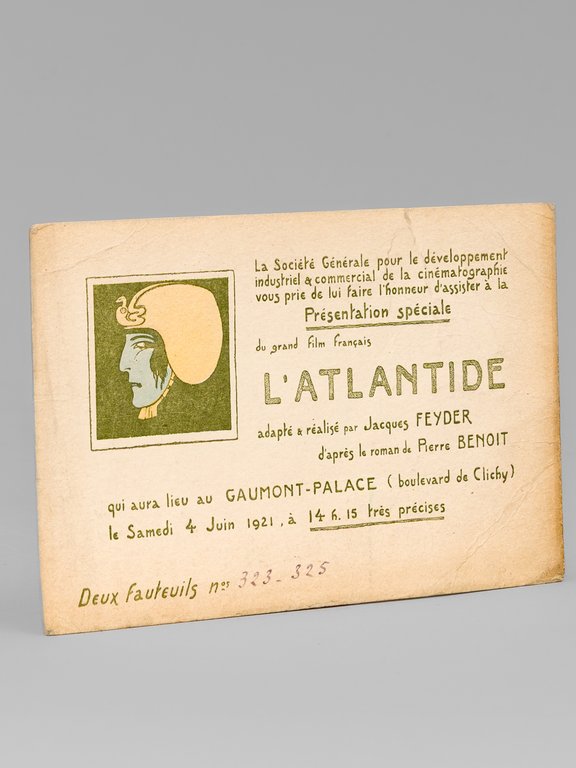 La Société Générale pour le développement
industriel & commercial de la cinématographie
vous prie de lui faire l'honneur d'assister à la
Présentation spéciale
du grand film français
L'ATLANTIDE
adapté & réalisé par Jacques FEYDER
d'après le roman de Pierre BENOIT
qui aura lieu au GAUMONT-PALACE ( boulevard de Clichy)
le Samedi 4 Juin 1921, à 14 h. 15 très précises
Deux fauteuils nos 323 - 325